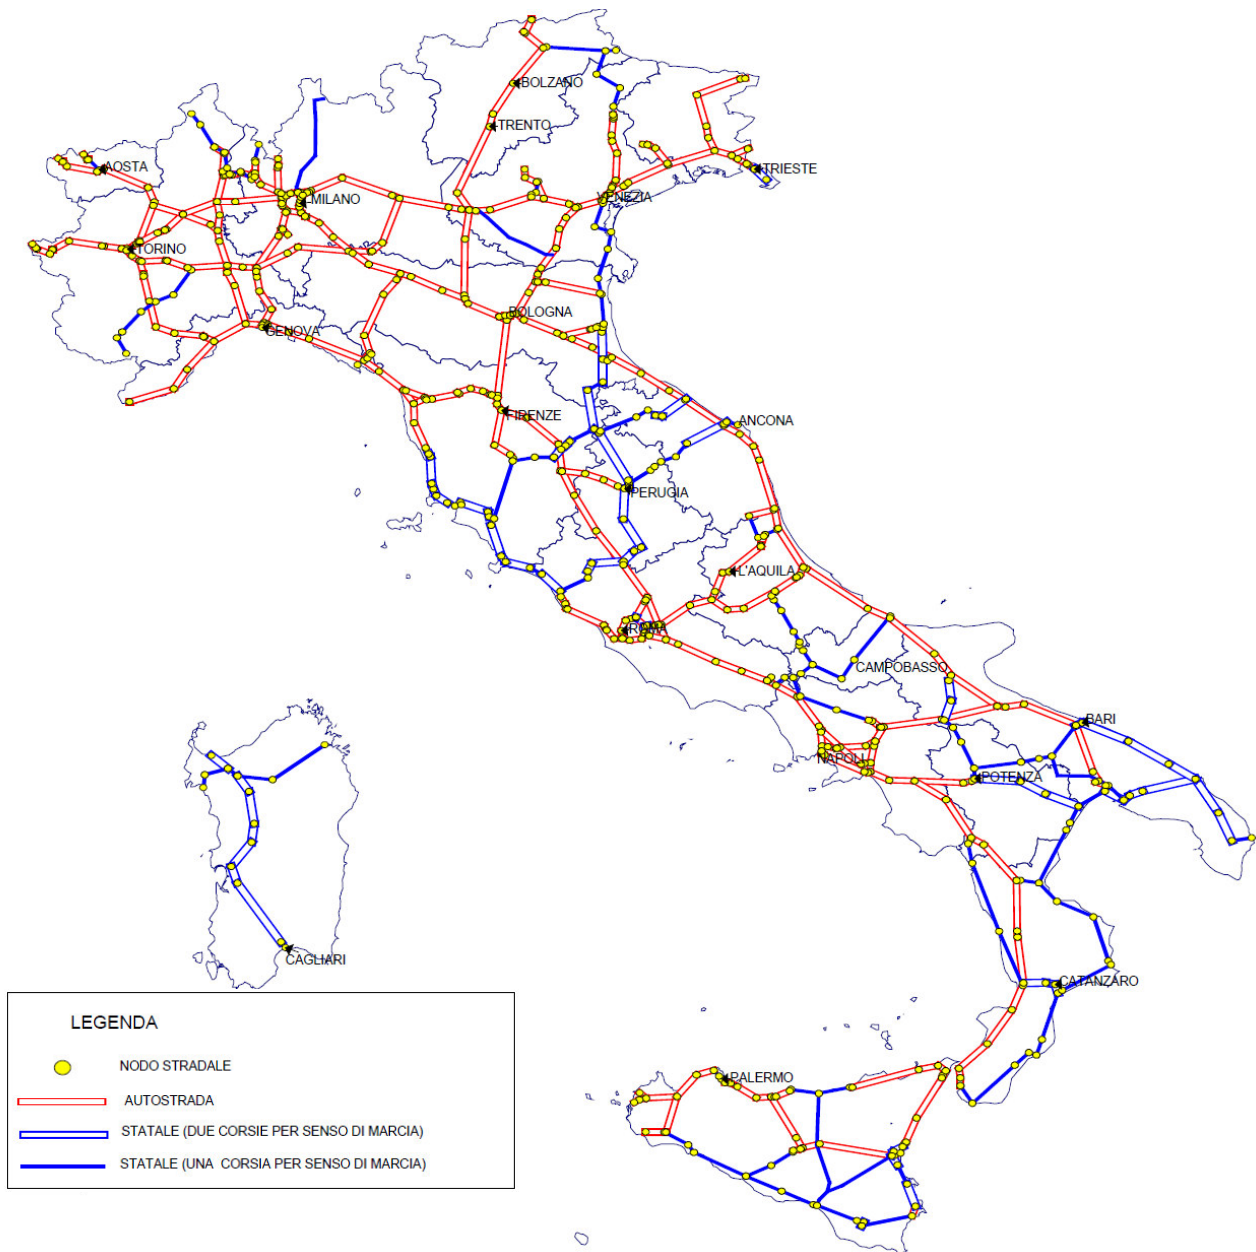 BOLZANO
TRENTO
AOSTA
TRIESTE
MILANO
VENEZIA
TORINO
BOLOGNA
GENOVA
FIRENZE
ANCONA
PERUGIA
L'AQUILA
ROMA
CAMPOBASSO
BARI
NAPOLI
POTENZA
CAGLIARI
CATANZARO
PALERMO
LEGENDA
NODO STRADALE
AUTOSTRADA
STATALE (DUE CORSIE PER SENSO DI MARCIA)
STATALE (UNA CORSIA PER SENSO DI MARCIA)